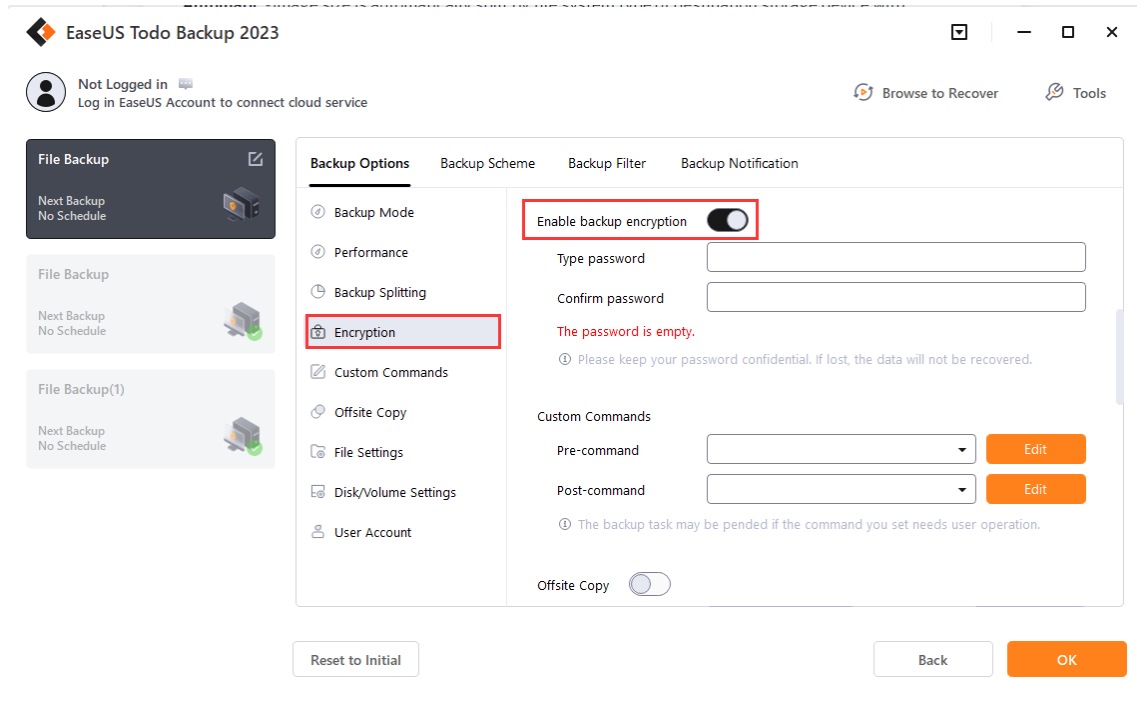 EaseUS Todo Backup 2023
Not Logged in
Log in EaseUS Account to connect cloud service
Browse to Recover
Tools
File Backup
Next Backup
No Schedule
File Backup
Next Backup
No Schedule
File Backup(1)
Next Backup
No Schedule
Backup Options
Backup Scheme
Backup Filter
Backup Notification
Backup Mode
Performance
Backup Splitting
Encryption
Custom Commands
Offsite Copy
File Settings
Disk/Volume Settings
User Account
Enable backup encryption
Type password
Confirm password
The password is empty.
Please keep your password confidential. If lost, the data will not be recovered.
Custom Commands
Pre-command
Edit
Post-command
Edit
The backup task may be pended if the command you set needs user operation.
Offsite Copy
Reset to Initial
Back
OK